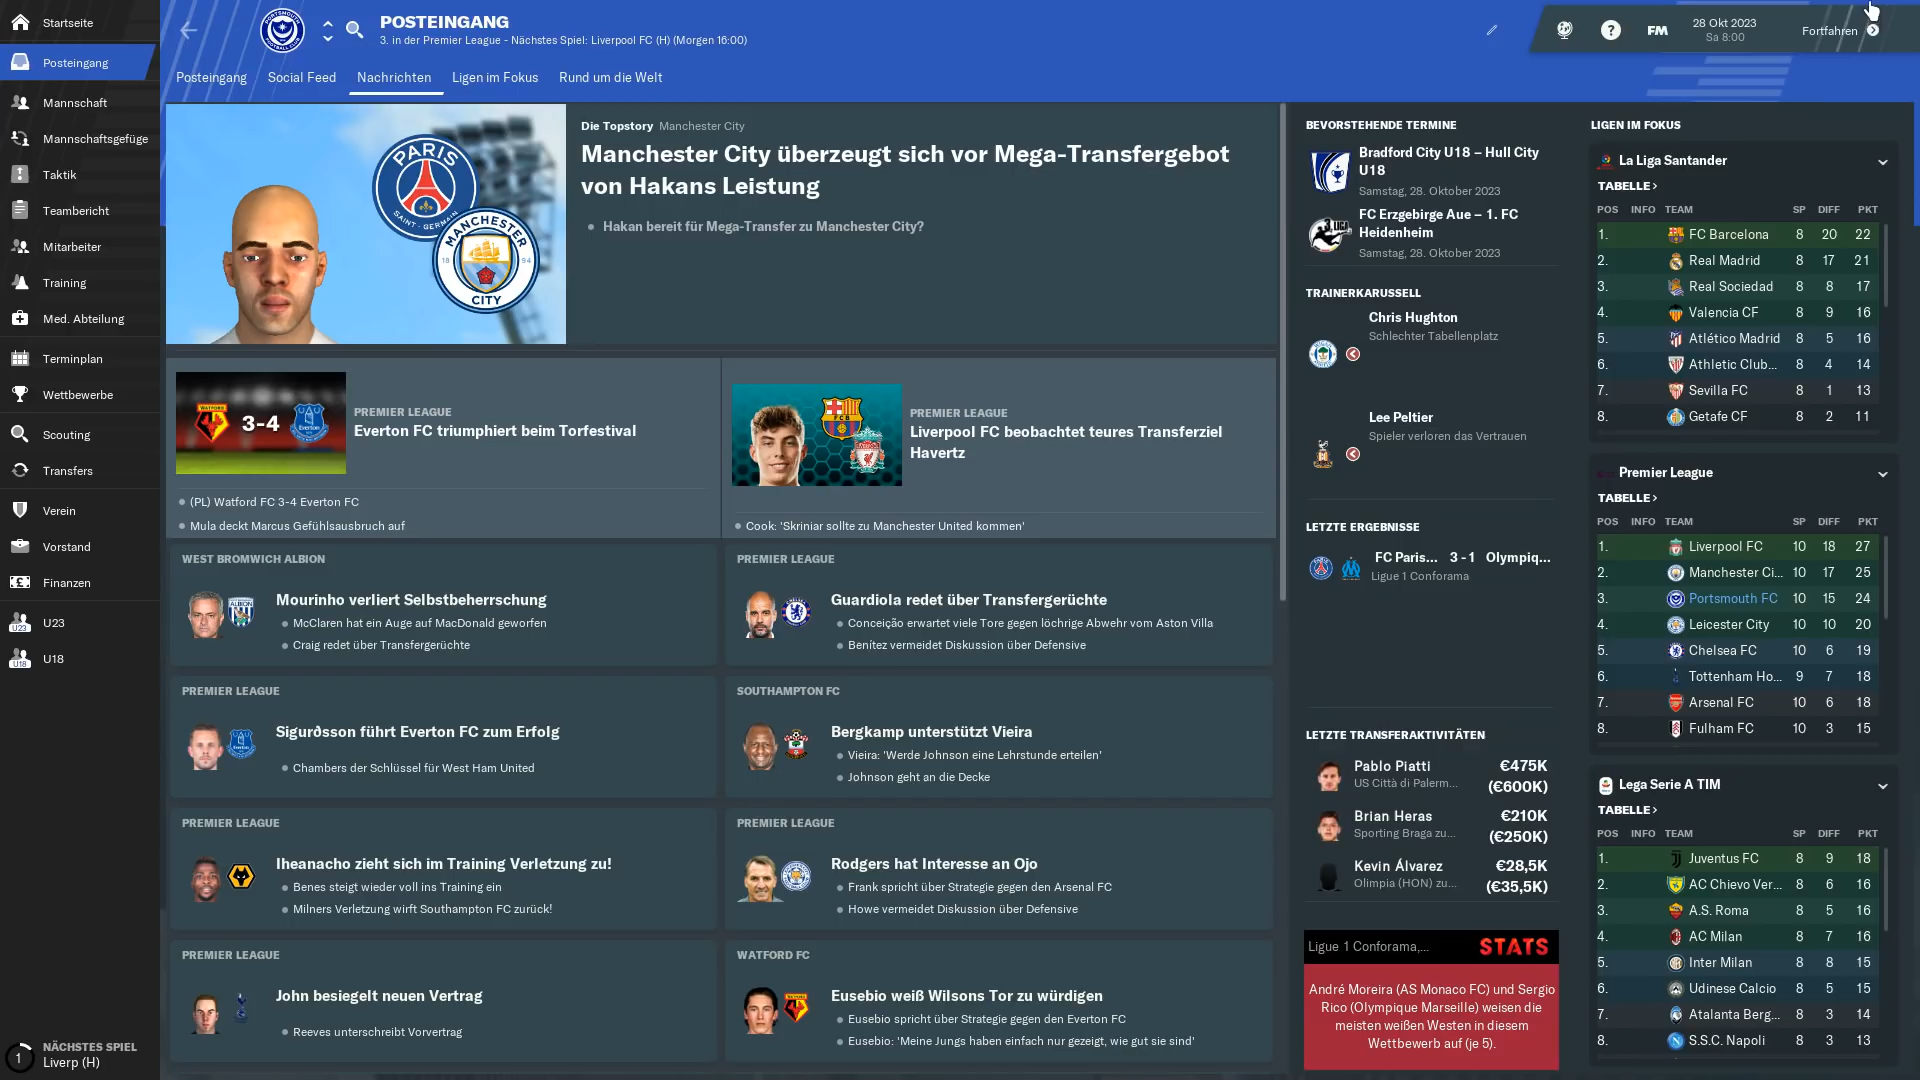 Startseite
Posteingang
Mannschaft
Mannschaftsgefüge
Taktik
Teambericht
Mitarbeiter
Training
Med. Abteilung
Terminplan
Wettbewerbe
Scouting
Transfers
Verein
Vorstand
Finanzen
U23
U18
1
NÄCHSTES SPIEL
Liverp (H)
POSTEINGANG
3. in der Premier League - Nächstes Spiel: Liverpool FC (H) (Morgen 16:00)
Posteingang Social Feed Nachrichten Ligen im Fokus Rund um die Welt
? FM 28 Okt 2023
Sa 8:00
Fortfahren
PARIS
SAINT-GERMAIN
MANCHESTER
18 94
CITY
Die Topstory Manchester City
Manchester City überzeugt sich vor Mega-Transfergebot
von Hakans Leistung
Hakan bereit für Mega-Transfer zu Manchester City?
3-4
PREMIER LEAGUE
Everton FC triumphiert beim Torfestival
(PL) Watford FC 3-4 Everton FC
Mula deckt Marcus Gefühlsausbruch auf
PREMIER LEAGUE
Liverpool FC beobachtet teures Transferziel
Havertz
Cook: 'Skriniar sollte zu Manchester United kommen'
WEST BROMWICH ALBION
Mourinho verliert Selbstbeherrschung
McClaren hat ein Auge auf MacDonald geworfen
Craig redet über Transfergerüchte
PREMIER LEAGUE
Guardiola redet über Transfergerüchte
Conceição erwartet viele Tore gegen löchrige Abwehr vom Aston Villa
Benítez vermeidet Diskussion über Defensive
PREMIER LEAGUE
Sigurðsson führt Everton FC zum Erfolg
Chambers der Schlüssel für West Ham United
SOUTHAMPTON FC
Bergkamp unterstützt Vieira
Vieira: 'Werde Johnson eine Lehrstunde erteilen'
Johnson geht an die Decke
PREMIER LEAGUE
Iheanacho zieht sich im Training Verletzung zu!
Benes steigt wieder voll ins Training ein
Milners Verletzung wirft Southampton FC zurück!
PREMIER LEAGUE
Rodgers hat Interesse an Ojo
Frank spricht über Strategie gegen den Arsenal FC
Howe vermeidet Diskussion über Defensive
PREMIER LEAGUE
John besiegelt neuen Vertrag
Reeves unterschreibt Vorvertrag
WATFORD FC
Eusebio weiß Wilsons Tor zu würdigen
Eusebio spricht über Strategie gegen den Everton FC
Eusebio: 'Meine Jungs haben einfach nur gezeigt, wie gut sie sind'
BEVORSTEHENDE TERMINE
Bradford City U18 – Hull City
U18
Samstag, 28. Oktober 2023
FC Erzgebirge Aue – 1. FC
Heidenheim
Samstag, 28. Oktober 2023
TRAINERKARUSSELL
Chris Hughton
Schlechter Tabellenplatz
Lee Peltier
Spieler verloren das Vertrauen
LETZTE ERGEBNISSE
FC Paris... 3 - 1 Olympiq...
Ligue 1 Conforama
LETZTE TRANSFERAKTIVITÄTEN
Pablo Piatti €475K
US Città di Palerm... (€600K)
Brian Heras €210K
Sporting Braga zu... (€250K)
Kevin Álvarez €28,5K
Olimpia (HON) zu... (€35,5K)
Ligue 1 Conforama,... STATS
André Moreira (AS Monaco FC) und Sergio
Rico (Olympique Marseille) weisen die
meisten weißen Westen in diesem
Wettbewerb auf (je 5).
LIGEN IM FOKUS
La Liga Santander
TABELLE ›
POS INFO TEAM SP DIFF PKT
1. FC Barcelona 8 20 22
2. Real Madrid 8 17 21
3. Real Sociedad 8 8 17
4. Valencia CF 8 9 16
5. Atlético Madrid 8 5 16
6. Athletic Club... 8 4 14
7. Sevilla FC 8 1 13
8. Getafe CF 8 2 11
Premier League
TABELLE ›
POS INFO TEAM SP DIFF PKT
1. Liverpool FC 10 18 27
2. Manchester Ci... 10 17 25
3. Portsmouth FC 10 15 24
4. Leicester City 10 10 20
5. Chelsea FC 10 6 19
6. Tottenham Ho... 9 7 18
7. Arsenal FC 10 6 18
8. Fulham FC 10 3 15
Lega Serie A TIM
TABELLE ›
POS INFO TEAM SP DIFF PKT
1. Juventus FC 8 9 18
2. AC Chievo Ver... 8 6 16
3. A.S. Roma 8 5 16
4. AC Milan 8 7 16
5. Inter Milan 8 8 15
6. Udinese Calcio 8 5 15
7. Atalanta Berg... 8 3 14
8. S.S.C. Napoli 8 3 13